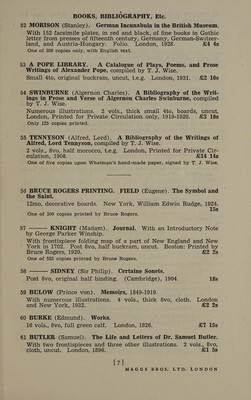 BOOKS, BIBLIOGRAPHY, Etc.
52 MORISON (Stanley). German Incunabula in the British Museum.
With 152 facsimile plates, in red and black, of fine books in Gothic
letter from presses of fifteenth century, Germany, German-Switzer-
land, and Austria-Hungary. Folio. London, 1928. £4 4s
One of 398 copies only, with English text.
53 A POPE LIBRARY. A Catalogue of Plays, Poems, and Prose
Writings of Alexander Pope, compiled by T. J. Wise.
Small 4to, original buckram, uncut, t.e.g. London, 1931. £2 10s
54 SWINBURNE (Algernon Charles). A Bibliography of the Writ-
ings in Prose and Verse of Algernon Charles Swinburne, compiled
by T. J. Wise.
Numerous illustrations. 2 vols., thick small 4to, boards, uncut.
London, Printed for Private Circulation only, 1919-1920. £3 10s
Only 125 copies printed.
55 TENNYSON (Alfred, Lord). A Bibliography of the Writings of
Alfred, Lord Tennyson, compiled by T. J. Wise.
2 vols., 8vo, half morocco, t.e.g. London, Printed for Private Cir-
culation, 1908. £14 14s
One of five copies upon Whatman's hand-made paper, signed by T. J. Wise.
56 BRUCE ROGERS PRINTING. FIELD (Eugene). The Symbol and
the Saint.
12mo, decorative boards. New York, William Edwin Rudge, 1924.
15s
One of 300 copies printed by Bruce Rogers.
57 —— KNIGHT (Madam). Journal. With an Introductory Note
by George Parker Winship.
With frontispiece folding map of a part of New England and New
York in 1702. Post 8vo, half buckram, uncut. Boston: Printed by
Bruce Rogers, 1920. £2 2s
One of 525 copies printed by Bruce Rogers.
58 —— SIDNEY (Sir Philip). Certaine Sonets.
Post 8vo, original half binding. (Cambridge), 1904. 18s
59 BULOW (Prince von). Memoirs, 1849-1919.
With numerous illustrations. 4 vols., thick 8vo, cloth. London
and New York, 1932. £2 2s
60 BURKE (Edmund). Works.
16 vols., 8vo, full green calf. London, 1826. £7 15s
61 BUTLER (Samuel). The Life and Letters of Dr. Samuel Butler.
With two frontispieces and three other illustrations. 2 vols., 8vo,
cloth, uncut. London, 1896. £1 5s
[ 7 ]
MAGGS BROS. LTD. LONDON